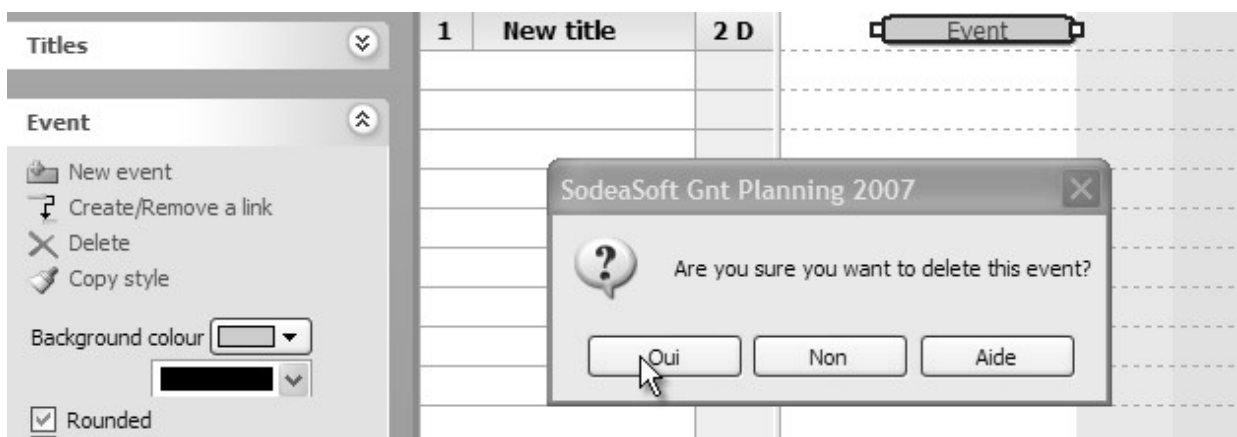 Titles
1 New title 2 D
Event
Event
New event
Create/Remove a link
Delete
Copy style
Background colour
Rounded
SodeaSoft Gnt Planning 2007
Are you sure you want to delete this event?
Oui Non Aide